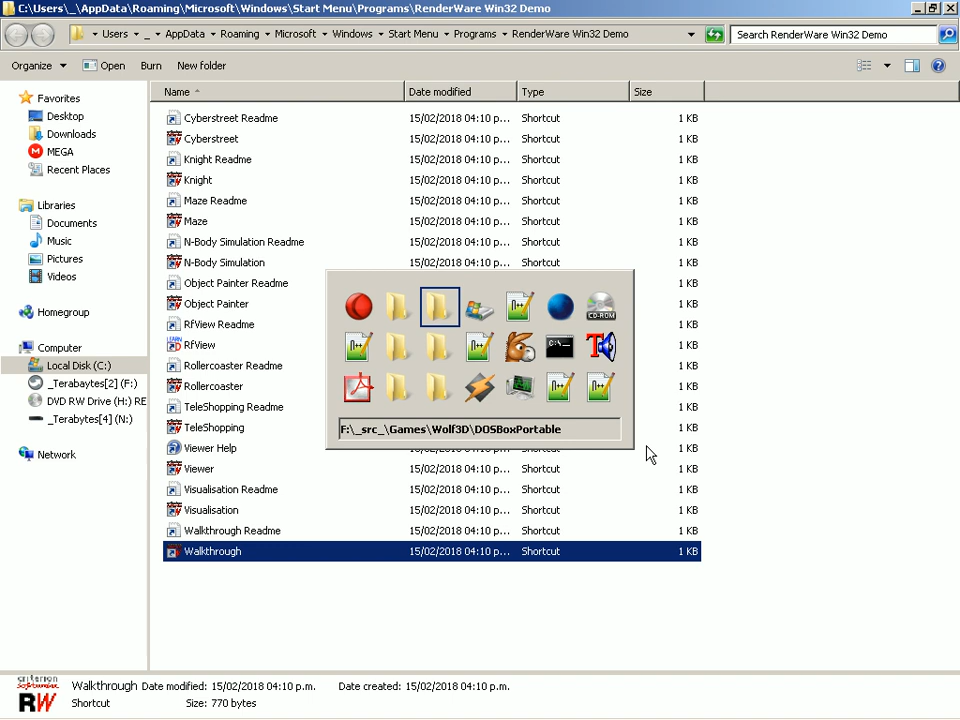 C:\Users\_\AppData\Roaming\Microsoft\Windows\Start Menu\Programs\RenderWare Win32 Demo
Users _ AppData Roaming Microsoft Windows Start Menu Programs RenderWare Win32 Demo Search RenderWare Win32 Demo
Organize Open Burn New folder
Name Date modified Type Size
Favorites
Desktop
Downloads
MEGA
Recent Places
Libraries
Documents
Music
Pictures
Videos
Homegroup
Computer
Local Disk (C:)
_Terabytes[2] (F:)
DVD RW Drive (H:) RE
_Terabytes[4] (N:)
Network
Cyberstreet Readme 15/02/2018 04:10 p... Shortcut 1 KB
Cyberstreet 15/02/2018 04:10 p... Shortcut 1 KB
Knight Readme 15/02/2018 04:10 p... Shortcut 1 KB
Knight 15/02/2018 04:10 p... Shortcut 1 KB
Maze Readme 15/02/2018 04:10 p... Shortcut 1 KB
Maze 15/02/2018 04:10 p... Shortcut 1 KB
N-Body Simulation Readme 15/02/2018 04:10 p... Shortcut 1 KB
N-Body Simulation 15/02/2018 04:10 p... Shortcut 1 KB
Object Painter Readme 1 KB
Object Painter 1 KB
RfView Readme 1 KB
RfView 1 KB
Rollercoaster Readme 1 KB
Rollercoaster 1 KB
TeleShopping Readme 1 KB
TeleShopping 1 KB
Viewer Help 15/02/2018 04:10 p... Shortcut 1 KB
Viewer 15/02/2018 04:10 p... Shortcut 1 KB
Visualisation Readme 15/02/2018 04:10 p... Shortcut 1 KB
Visualisation 15/02/2018 04:10 p... Shortcut 1 KB
Walkthrough Readme 15/02/2018 04:10 p... Shortcut 1 KB
Walkthrough 15/02/2018 04:10 p... Shortcut 1 KB
CD-ROM
C:\_
F:\_src_\Games\Wolf3D\DOSBoxPortable
criterion
software
RW
Walkthrough Date modified: 15/02/2018 04:10 p.m. Date created: 15/02/2018 04:10 p.m.
Shortcut Size: 770 bytes